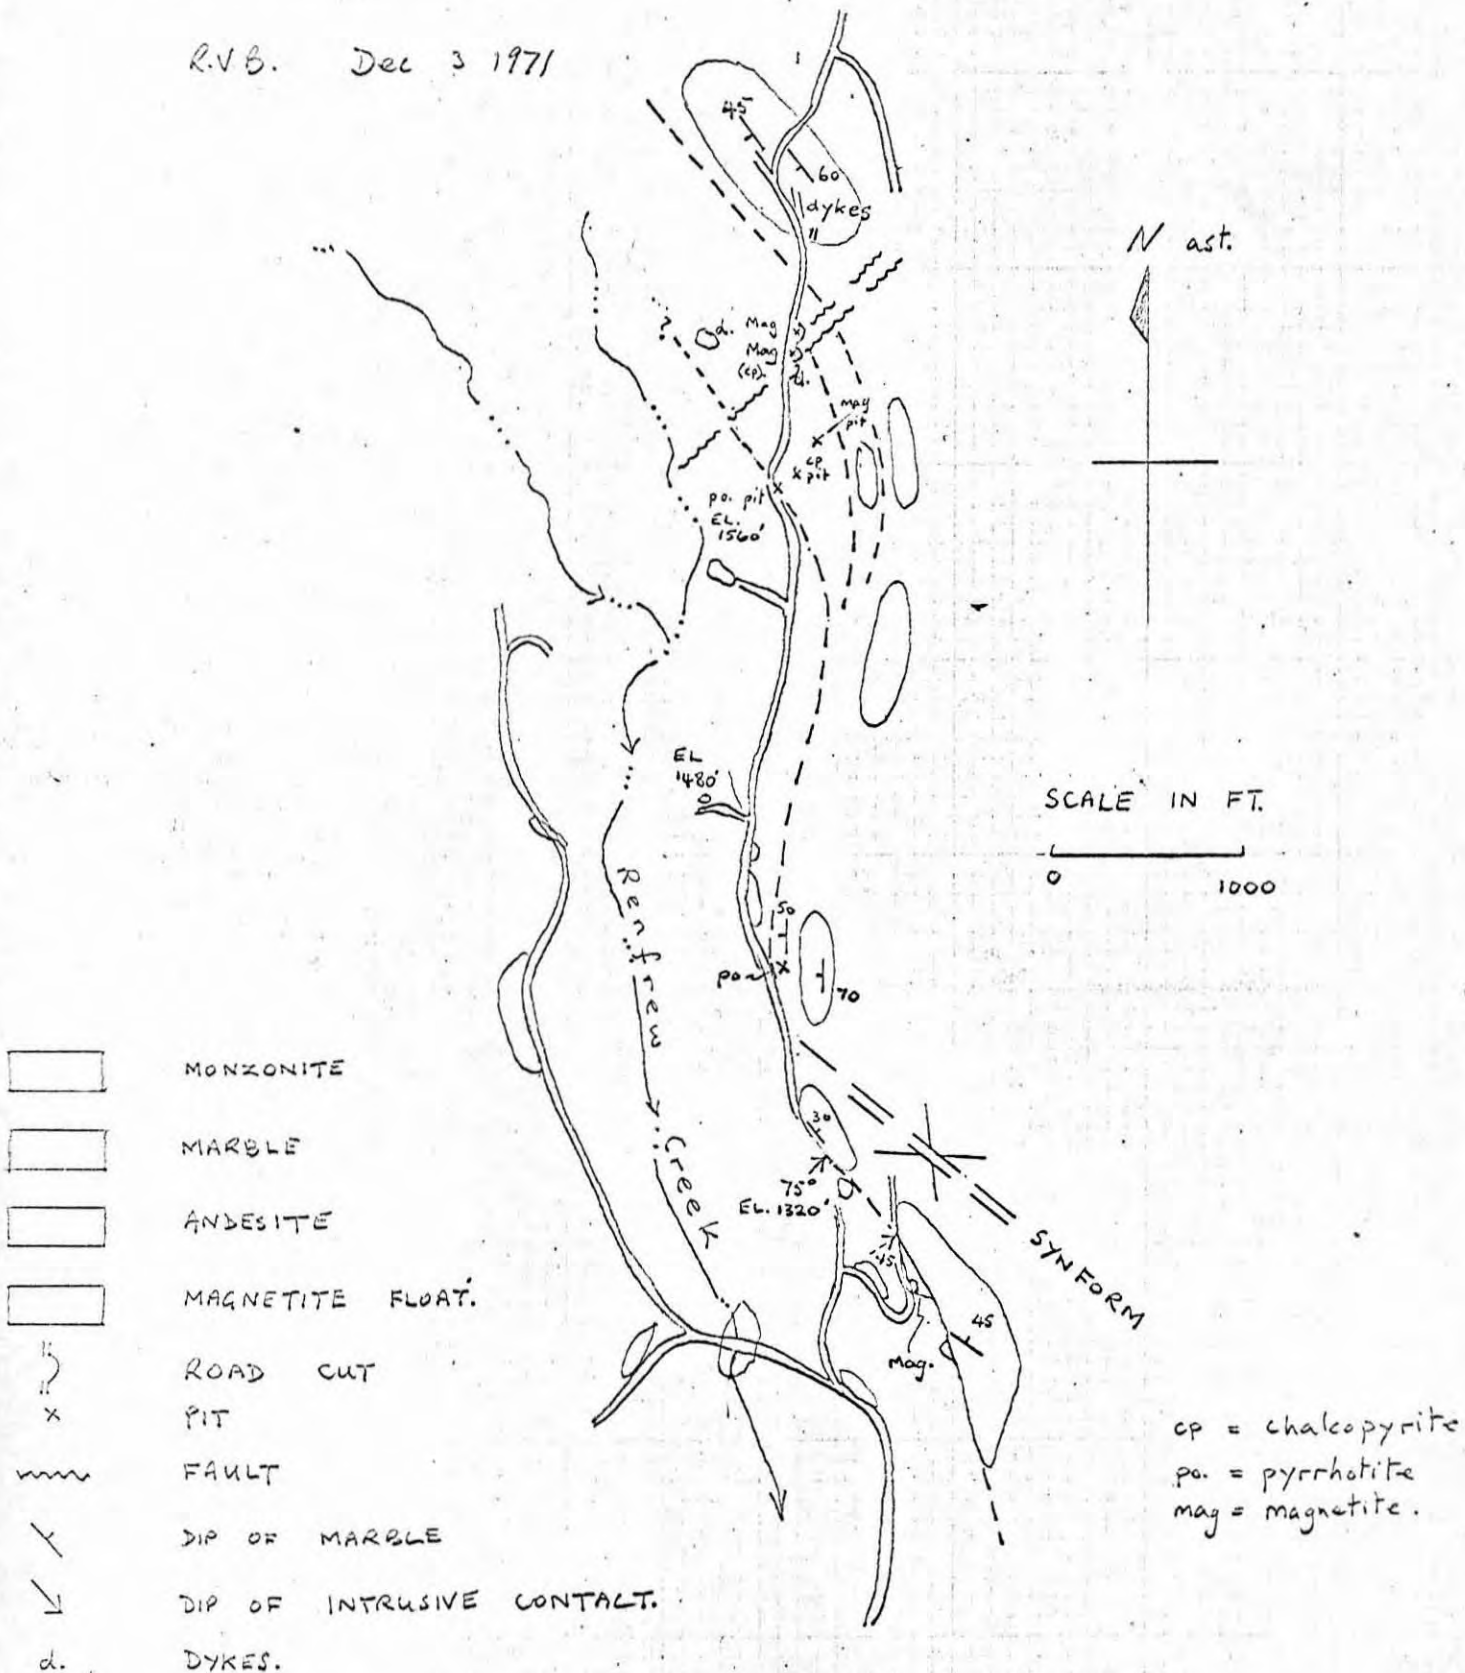 R.V.B. Dec 3 1971
45
60
dykes
N ast.
d. Mag
Mag
(cp).
d.
mag
pit
cp
pit
po. pit
EL.
1560'
EL
1480'
SCALE IN FT.
0 1000
Renfrew Creek
50
po
70
30
75°
EL. 1320'
45
SYNFORM
45
Mag.
MONZONITE
MARBLE
ANDESITE
MAGNETITE FLOAT.
ROAD CUT
PIT
FAULT
DIP OF MARBLE
DIP OF INTRUSIVE CONTACT.
d. DYKES.
cp = chalcopyrite
po. = pyrrhotite
mag = magnetite.